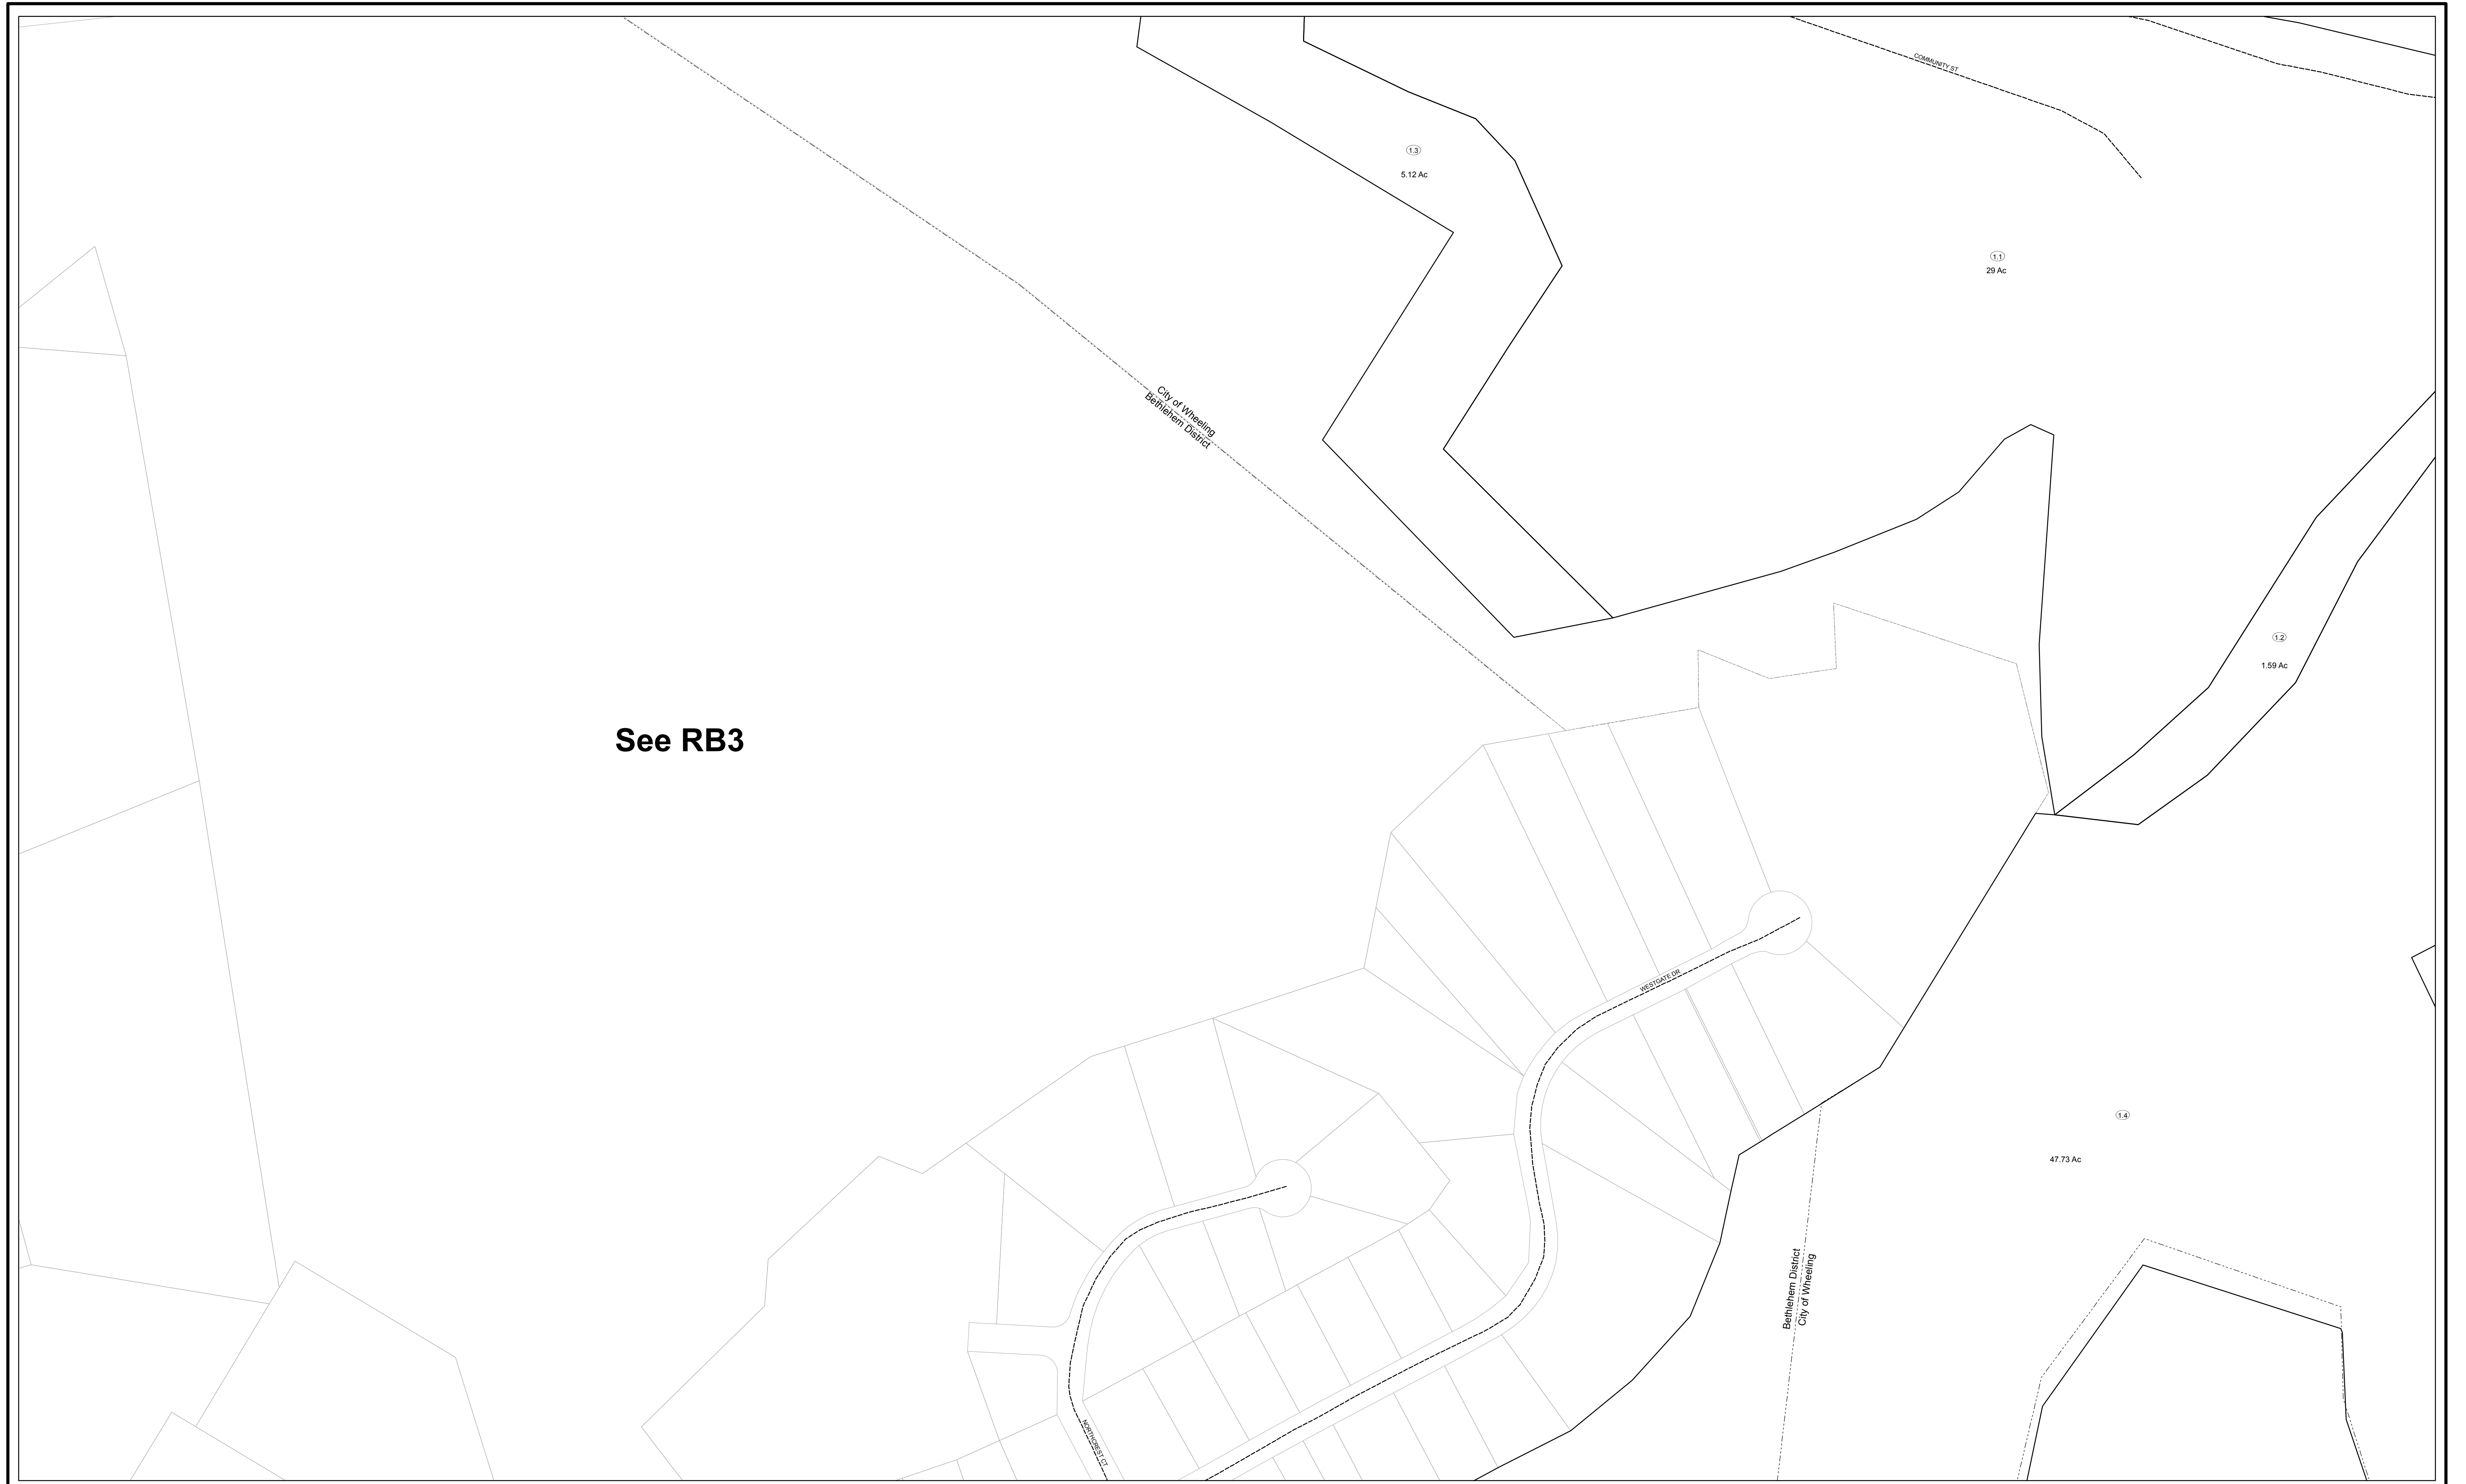 COMMUNITY ST
1.3
5.12 Ac
1.1
29 Ac
City of Wheeling
Bethlehem District
1.2
1.59 Ac
See RB3
WESTGATE DR
1.4
47.73 Ac
Bethlehem District
City of Wheeling
NORTHCREST CT